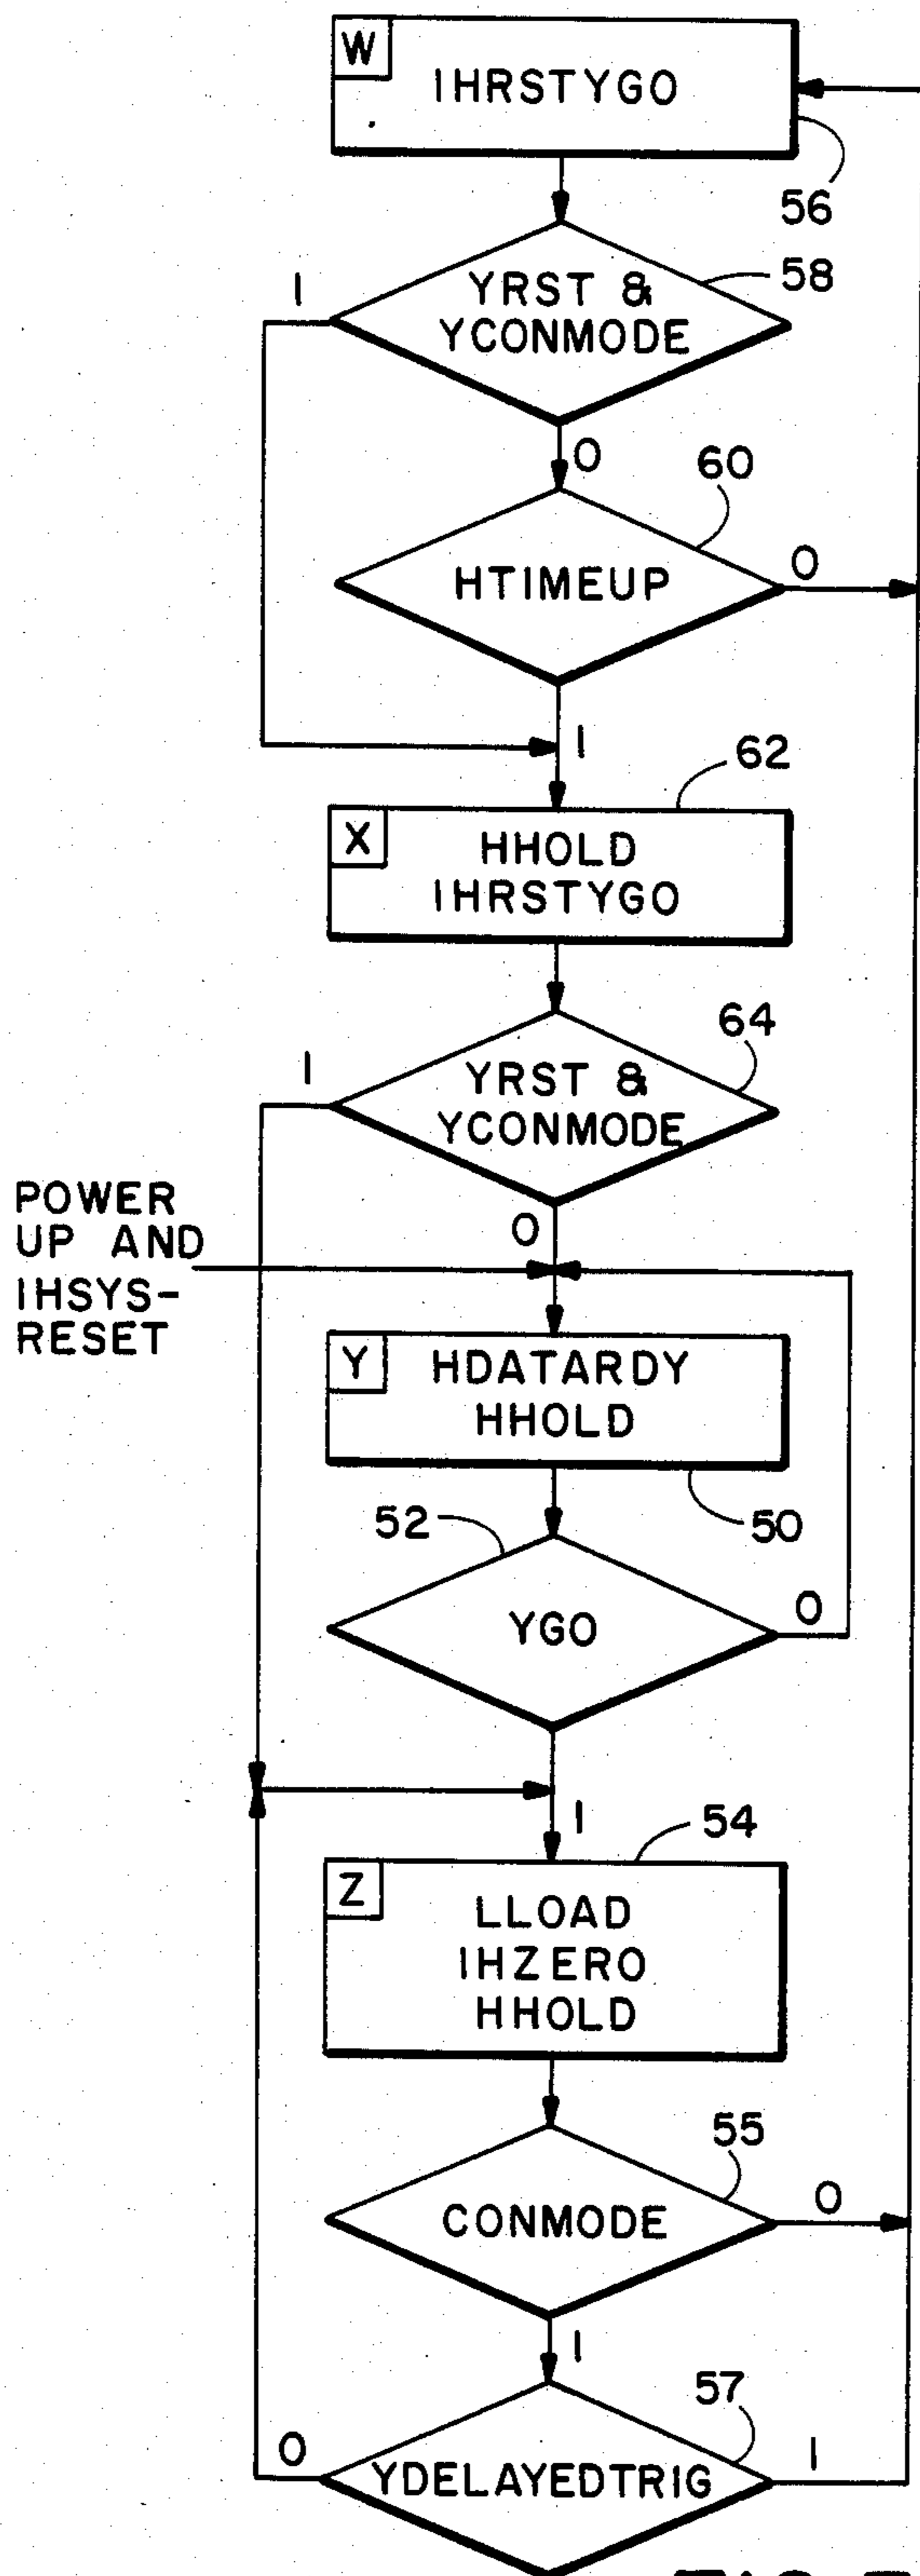 W
IHRSTYGO
56
58
1
YRST &
YCONMODE
0
60
HTIMEUP
0
1
62
X
HHOLD
IHRSTYGO
64
1
YRST &
YCONMODE
0
POWER
UP AND
IHSYS-
RESET
Y
HDATARDY
HHOLD
50
52
YGO
0
1
54
Z
LLOAD
IHZERO
HHOLD
55
CONMODE
0
1
57
0
YDELAYEDTRIG
1